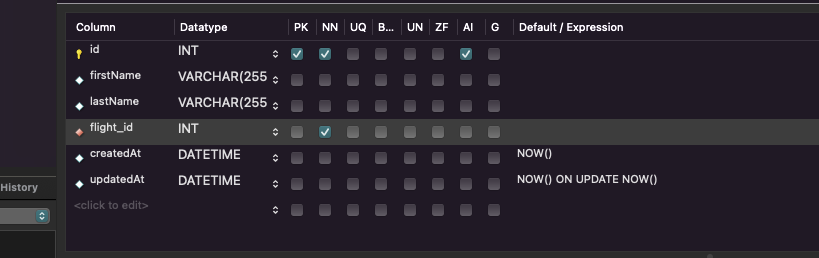 Column Datatype PK NN UQ B... UN ZF AI G Default / Expression
id INT
firstName VARCHAR(255
lastName VARCHAR(255
flight_id INT
createdAt DATETIME NOW()
updatedAt DATETIME NOW() ON UPDATE NOW()
History
<click to edit>